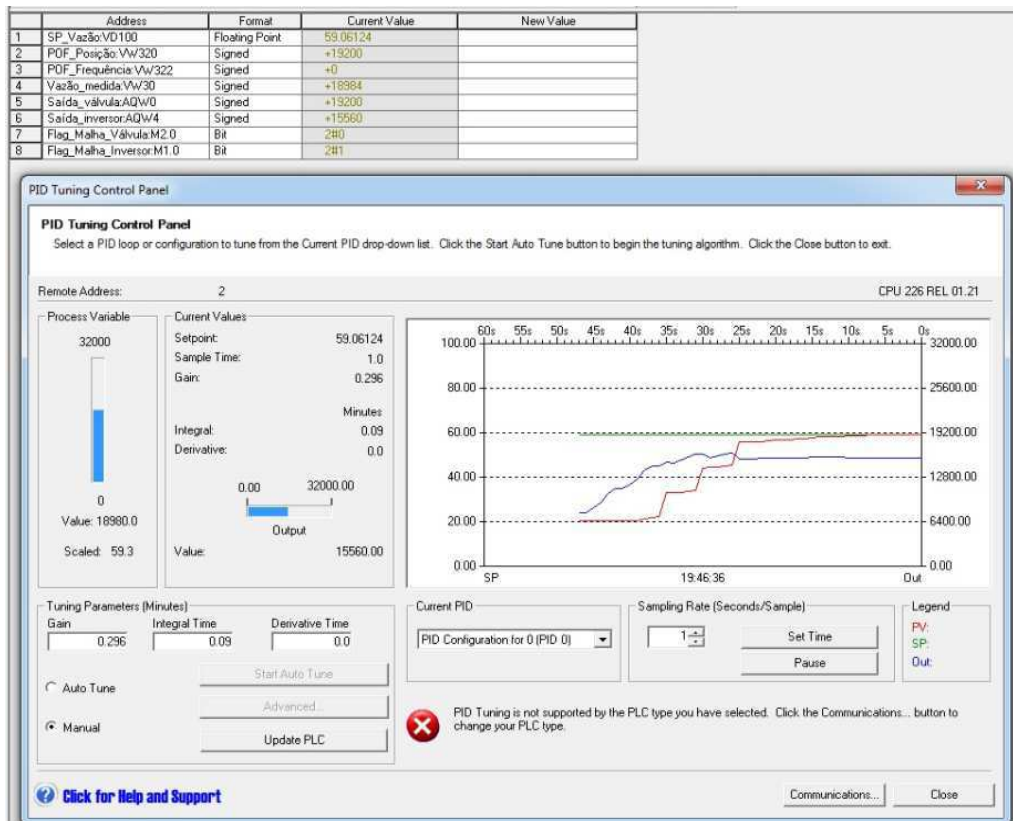 Address Format Current Value New Value
1 SP_Vazão:VD100 Floating Point 59.06124
2 POF_Posição:VW320 Signed +19200
3 POF_Frequência:VW322 Signed +0
4 Vazão_medida:VW30 Signed +18984
5 Saída_válvula:AQW0 Signed +19200
6 Saída_inversor:AQW4 Signed +15560
7 Flag_Malha_Válvula:M2.0 Bit 2#0
8 Flag_Malha_Inversor:M1.0 Bit 2#1
PID Tuning Control Panel
PID Tuning Control Panel
Select a PID loop or configuration to tune from the Current PID drop-down list. Click the Start Auto Tune button to begin the tuning algorithm. Click the Close button to exit.
Remote Address: 2 CPU 226 REL 01.21
Process Variable
32000
0
Value: 18980.0
Scaled: 59.3
Current Values
Setpoint: 59.06124
Sample Time: 1.0
Gain: 0.296
Minutes
Integral: 0.09
Derivative: 0.0
0.00 32000.00
Output
Value: 15560.00
60s 55s 50s 45s 40s 35s 30s 25s 20s 15s 10s 5s 0s
100.00 32000.00
80.00 25600.00
60.00 19200.00
40.00 12800.00
20.00 6400.00
0.00 0.00
SP 19:46:36 Out
Tuning Parameters (Minutes)
Gain Integral Time Derivative Time
0.296 0.09 0.0
Auto Tune
Manual
Start Auto Tune
Advanced...
Update PLC
Current PID
PID Configuration for 0 (PID 0)
Sampling Rate (Seconds/Sample)
1 Set Time
Pause
Legend
PV:
SP:
Out:
PID Tuning is not supported by the PLC type you have selected. Click the Communications... button to
change your PLC type.
Click for Help and Support
Communications... Close